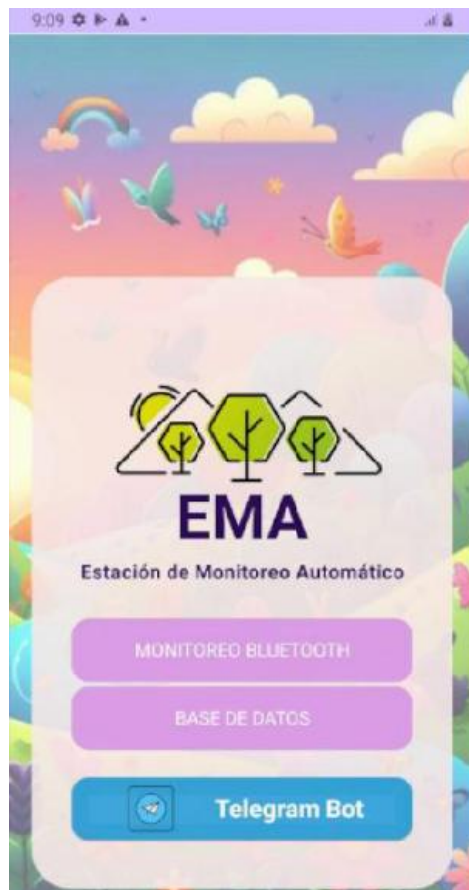 9:09
EMA
Estación de Monitoreo Automático
MONITOREO BLUETOOTH
BASE DE DATOS
Telegram Bot